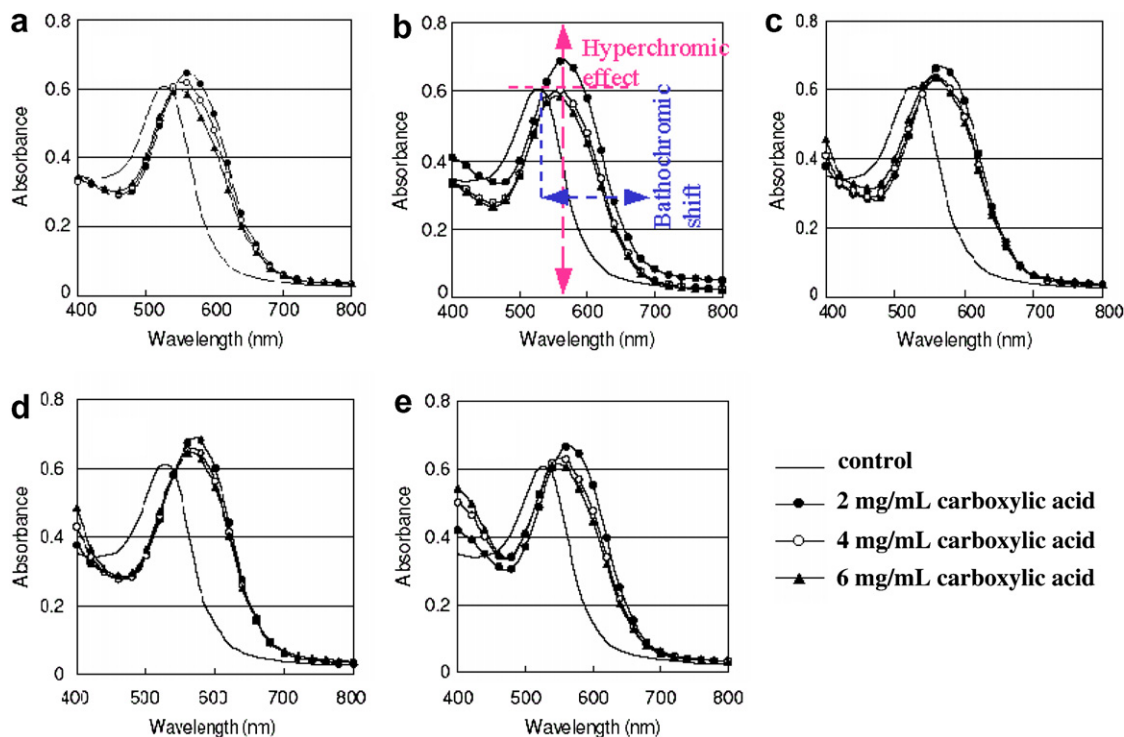 a
0.8
0.6
0.4
0.2
0
Absorbance
400 500 600 700 800
Wavelength (nm)
b
0.8
0.6
0.4
0.2
0
Absorbance
Hyperchromic
effect
Bathochromic
shift
400 500 600 700 800
Wavelength (nm)
c
0.8
0.6
0.4
0.2
0
Absorbance
400 500 600 700 800
Wavelength (nm)
d
0.8
0.6
0.4
0.2
0
Absorbance
400 500 600 700 800
Wavelength (nm)
e
0.8
0.6
0.4
0.2
0
Absorbance
400 500 600 700 800
Wavelength (nm)
control
2 mg/mL carboxylic acid
4 mg/mL carboxylic acid
6 mg/mL carboxylic acid